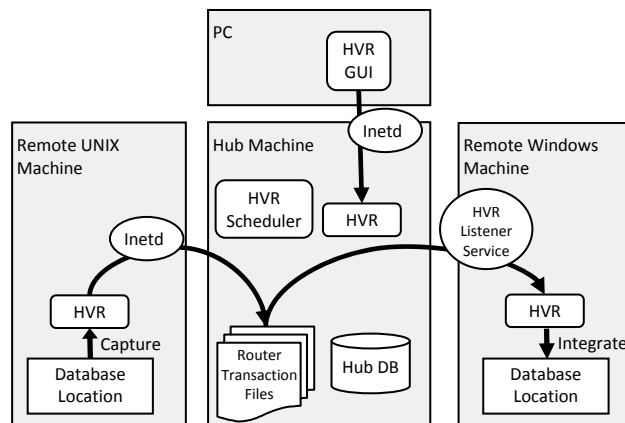 PC
HVR
GUI
Inetd
Remote UNIX
Machine
Inetd
HVR
Capture
Database
Location
Hub Machine
HVR
Scheduler
HVR
Router
Transaction
Files
Hub DB
Remote Windows
Machine
HVR
Listener
Service
HVR
Integrate
Database
Location